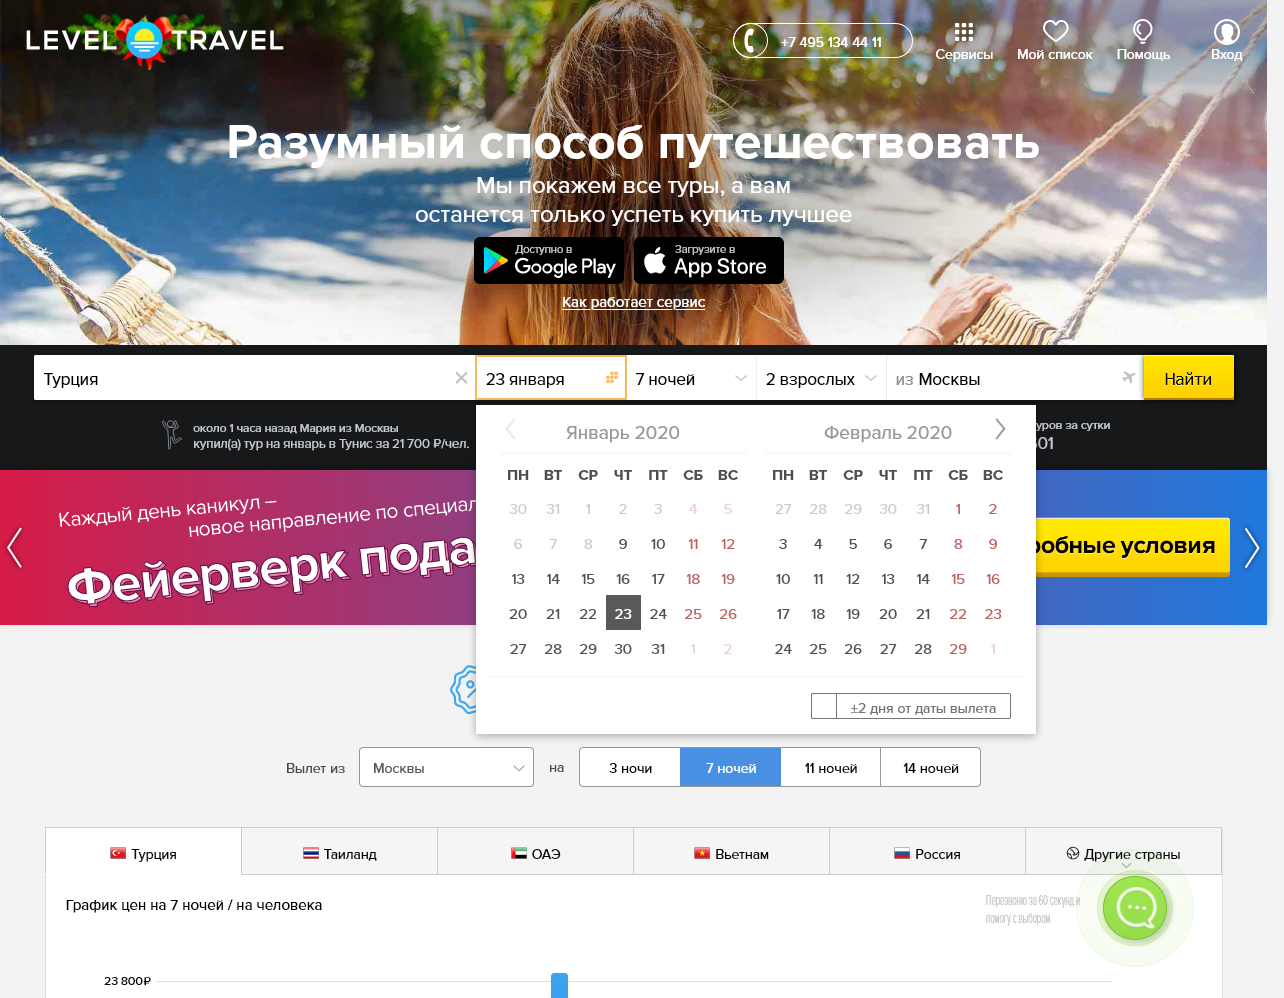 LEVEL TRAVEL
+7 495 134 44 11
Сервисы
Мой список
Помощь
Вход
Разумный способ путешествовать
Мы покажем все туры, а вам
останется только успеть купить лучшее
Доступно в
Google Play
Загрузите в
App Store
Как работает сервис
Турция
23 января
7 ночей
2 взрослых
из Москвы
Найти
около 1 часа назад Мария из Москвы
купил(а) тур на январь в Тунис за 21 700 ₽/чел.
уров за сутки
Январь 2020
ПН ВТ СР ЧТ ПТ СБ ВС
30 31 1 2 3 4 5
6 7 8 9 10 11 12
13 14 15 16 17 18 19
20 21 22 23 24 25 26
27 28 29 30 31 1 2
Февраль 2020
ПН ВТ СР ЧТ ПТ СБ ВС
27 28 29 30 31 1 2
3 4 5 6 7 8 9
10 11 12 13 14 15 16
17 18 19 20 21 22 23
24 25 26 27 28 29 1
±2 дня от даты вылета
Каждый день каникул –
новое направление по специал
Фейерверк пода
робные условия
Вылет из
Москвы
на
3 ночи
7 ночей
11 ночей
14 ночей
Турция
Таиланд
ОАЭ
Вьетнам
Россия
Другие страны
График цен на 7 ночей / на человека
Перезвоню за 60 секунд и
помогу с выбором
23 800₽